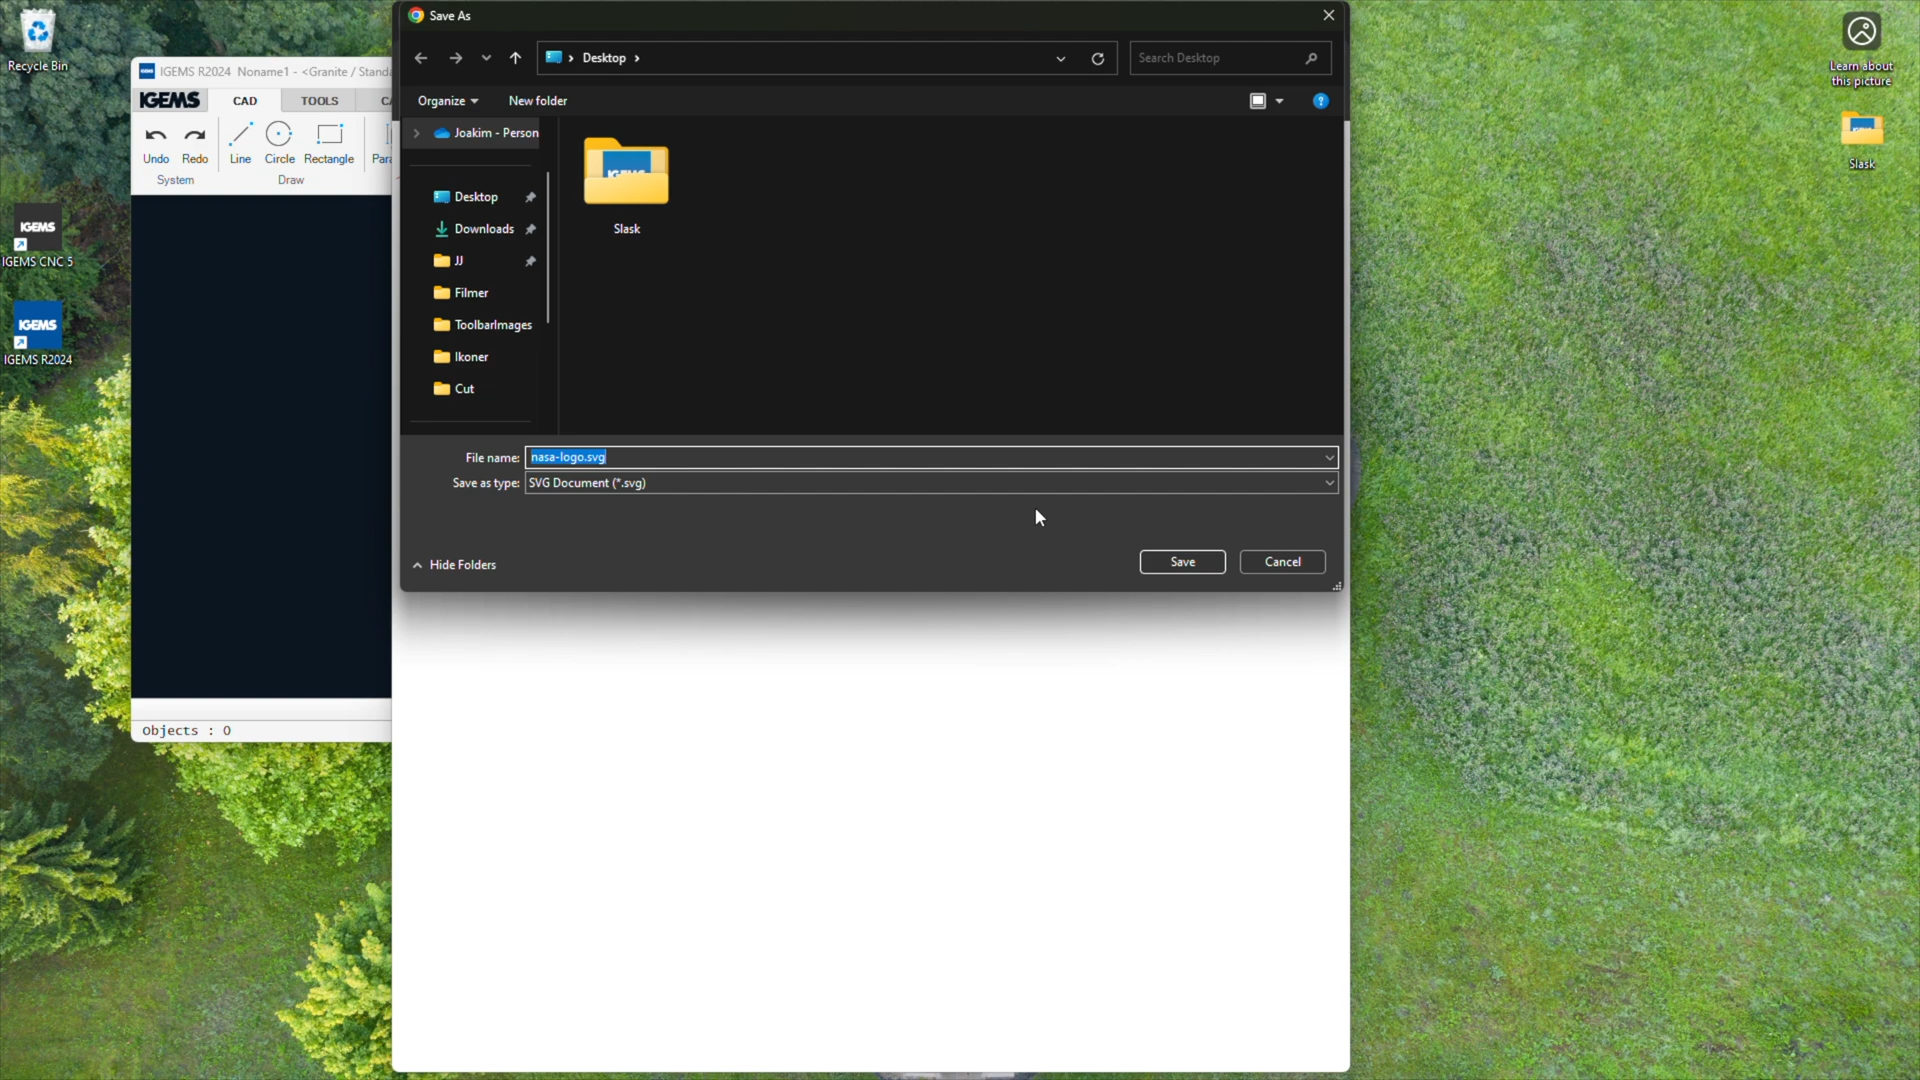 Recycle Bin
IGEMS
IGEMS CNC 5
IGEMS
IGEMS R2024
IGEMS R2024 Noname1 - <Granite / Standa
IGEMS
CAD
TOOLS
CA
Undo
Redo
Line
Circle
Rectangle
Para
System
Draw
Objects : 0
Save As
Desktop
Search Desktop
Organize
New folder
?
Joakim - Person
Desktop
Downloads
JJ
Filmer
ToolbarImages
Ikoner
Cut
Slask
File name:
nasa-logo.svg
Save as type:
SVG Document (*.svg)
Hide Folders
Save
Cancel
Learn about
this picture
Slask